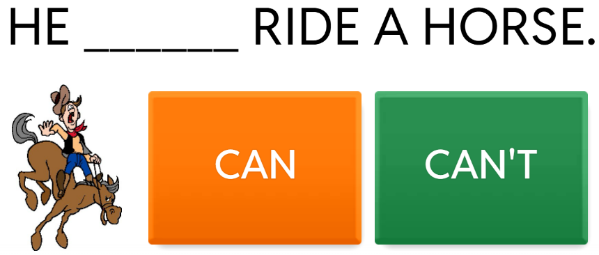 HE ______ RIDE A HORSE.
CAN
CAN'T